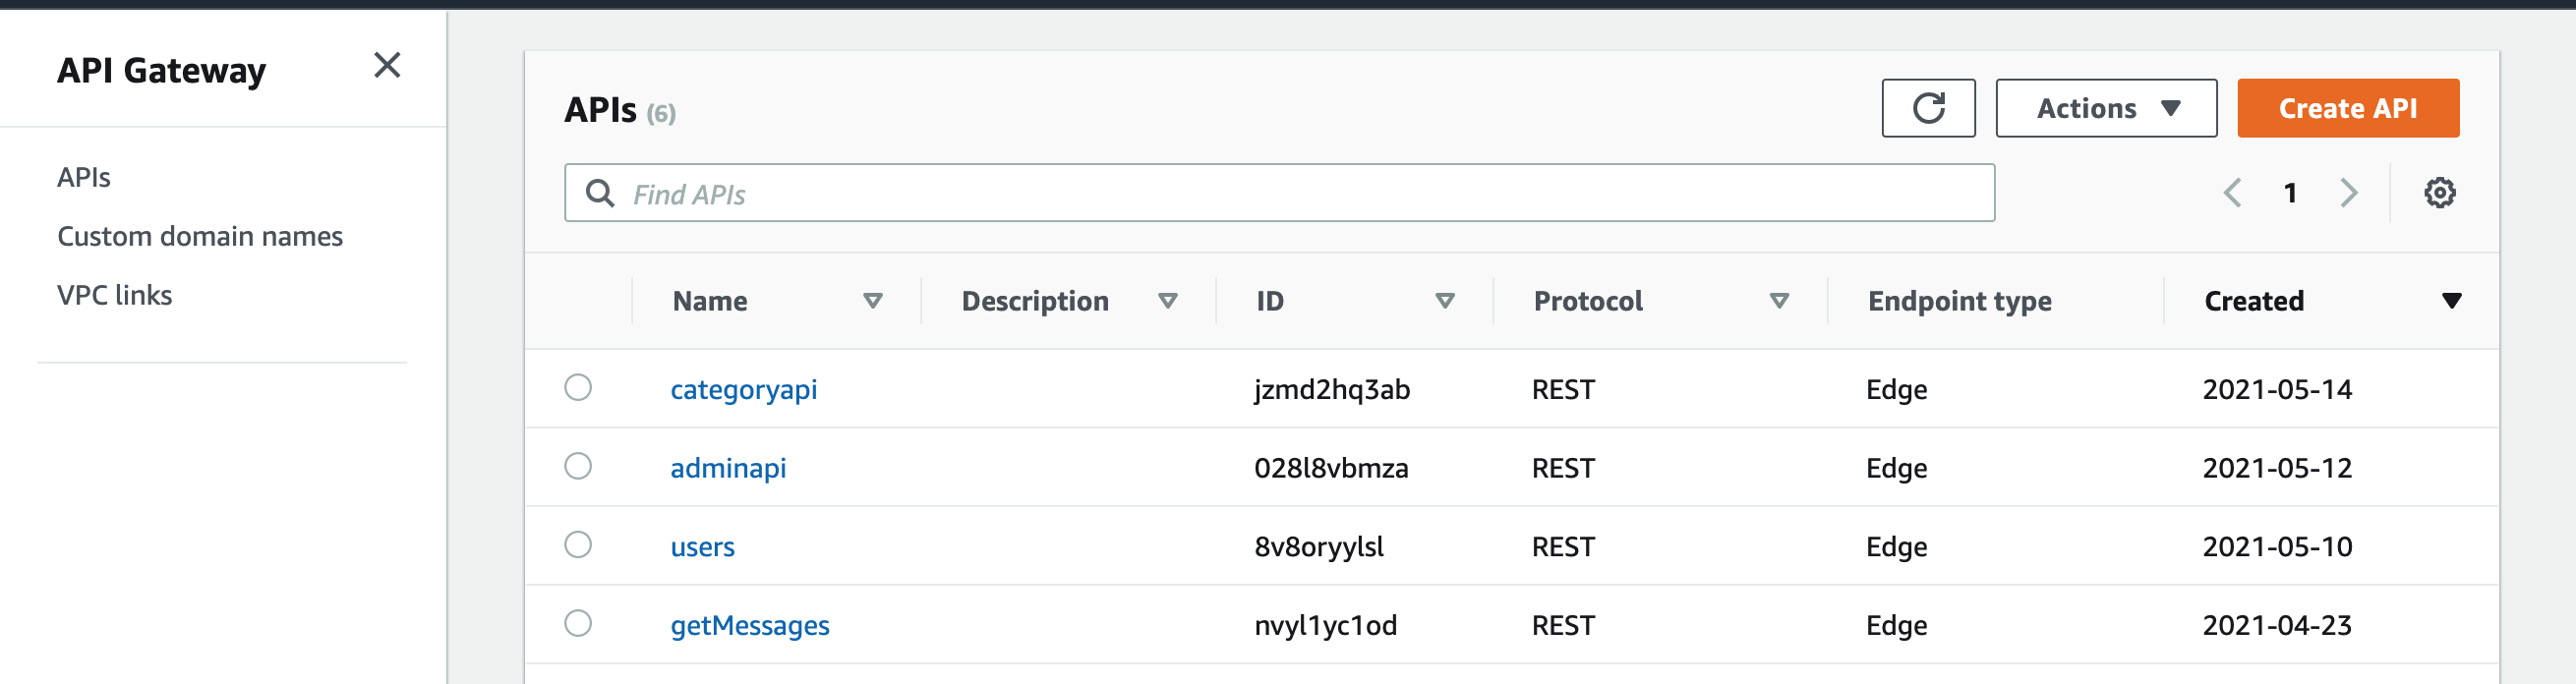 API Gateway
APIs
Custom domain names
VPC links
APIs (6)
Actions
Create API
Find APIs
1
Name Description ID Protocol Endpoint type Created
categoryapi jzmd2hq3ab REST Edge 2021-05-14
adminapi 028l8vbmza REST Edge 2021-05-12
users 8v8oryylsl REST Edge 2021-05-10
getMessages nvyl1yc1od REST Edge 2021-04-23